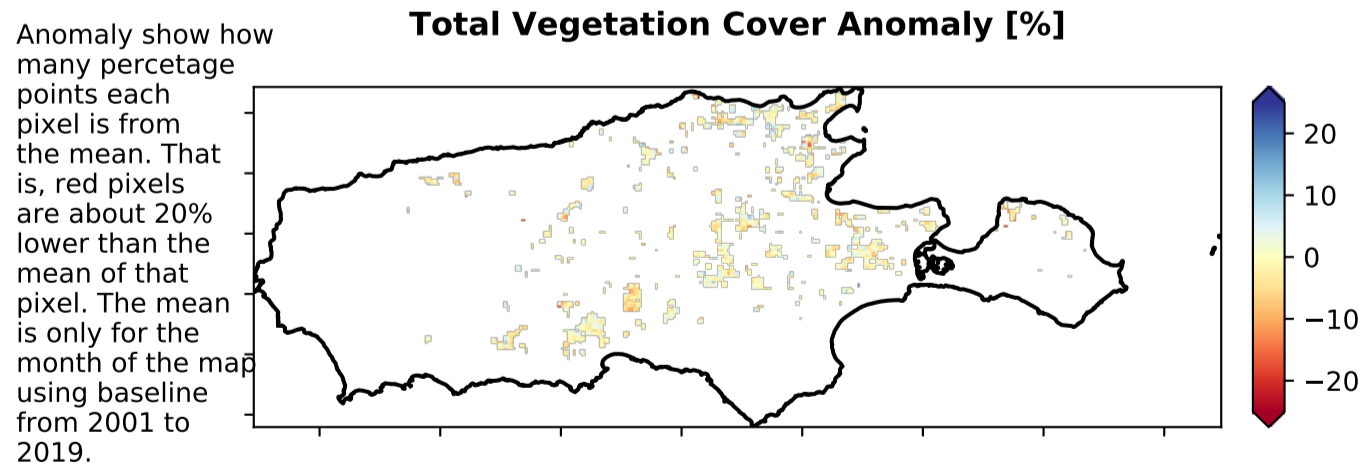 Total Vegetation Cover Anomaly [%]
Anomaly show how
many percetage
points each
pixel is from
the mean. That
is, red pixels
are about 20%
lower than the
mean of that
pixel. The mean
is only for the
month of the map
using baseline
from 2001 to
2019.
20
10
0
−10
−20